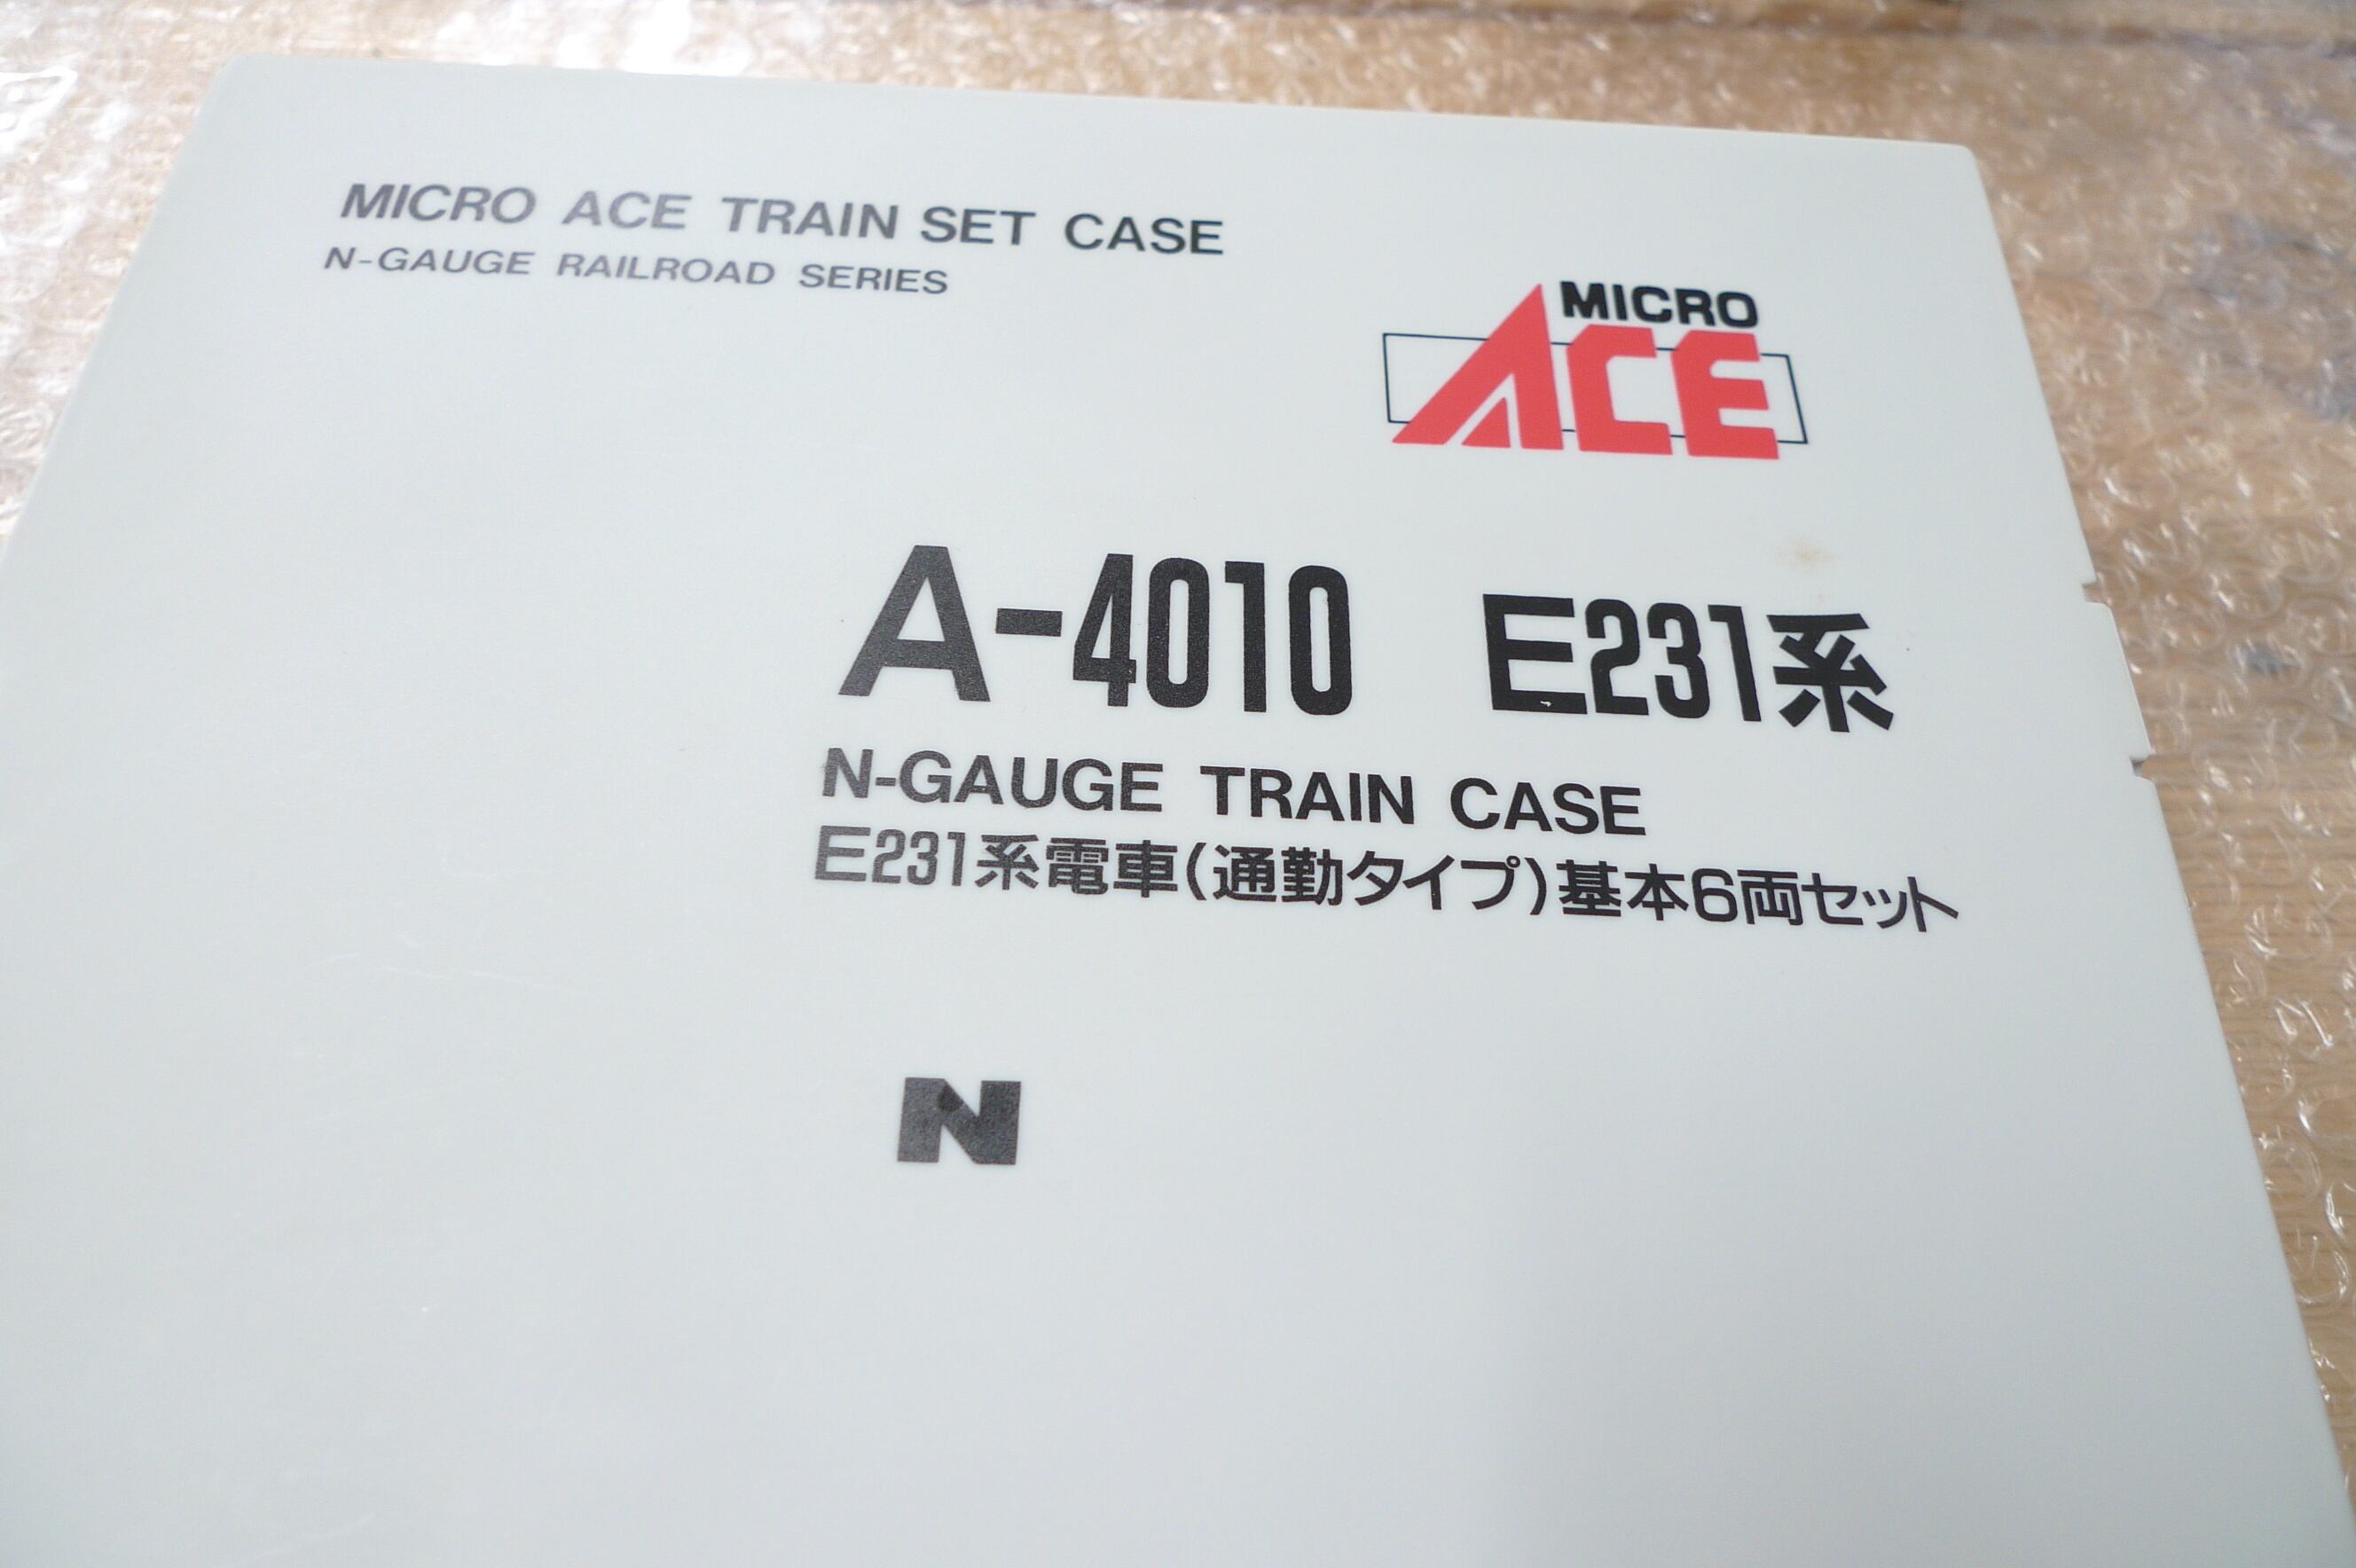 MICRO ACE TRAIN SET CASE
N-GAUGE RAILROAD SERIES
MICRO
ACE
A-4010 E231系
N-GAUGE TRAIN CASE
E231系電車(通勤タイプ)基本6両セット
N